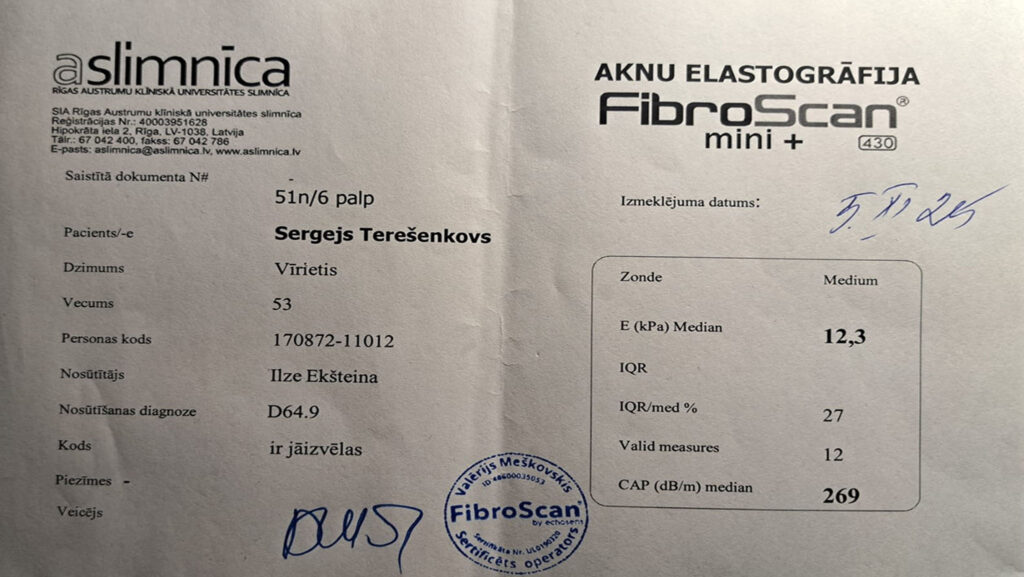 aslimnīca
RĪGAS AUSTRUMU KLĪNISKĀ UNIVERSITĀTES SLIMNĪCA
SIA Rīgas Austrumu klīniskā universitātes slimnīca
Reģistrācijas Nr.: 40003951628
Hipokrāta iela 2, Rīga, LV-1038, Latvija
Tālr.: 67 042 400, fakss: 67 042 786
E-pasts: aslimnica@aslimnica.lv, www.aslimnica.lv
Saistītā dokumenta N# -
51n/6 palp
Pacients/-e Sergejs Terešenkovs
Dzimums Vīrietis
Vecums 53
Personas kods 170872-11012
Nosūtītājs Ilze Ekšteina
Nosūtīšanas diagnoze D64.9
Kods ir jāizvēlas
Piezīmes -
Veicējs
Valērijs Meškovskis
ID 48600035053
FibroScan®
by echosens
Sertifikāta Nr. UL0190320
Sertificēts operators
AKNU ELASTOGRĀFIJA
FibroScan®
mini + 430
Izmeklējuma datums: 5. XI 25
Zonde Medium
E (kPa) Median 12,3
IQR
IQR/med % 27
Valid measures 12
CAP (dB/m) median 269